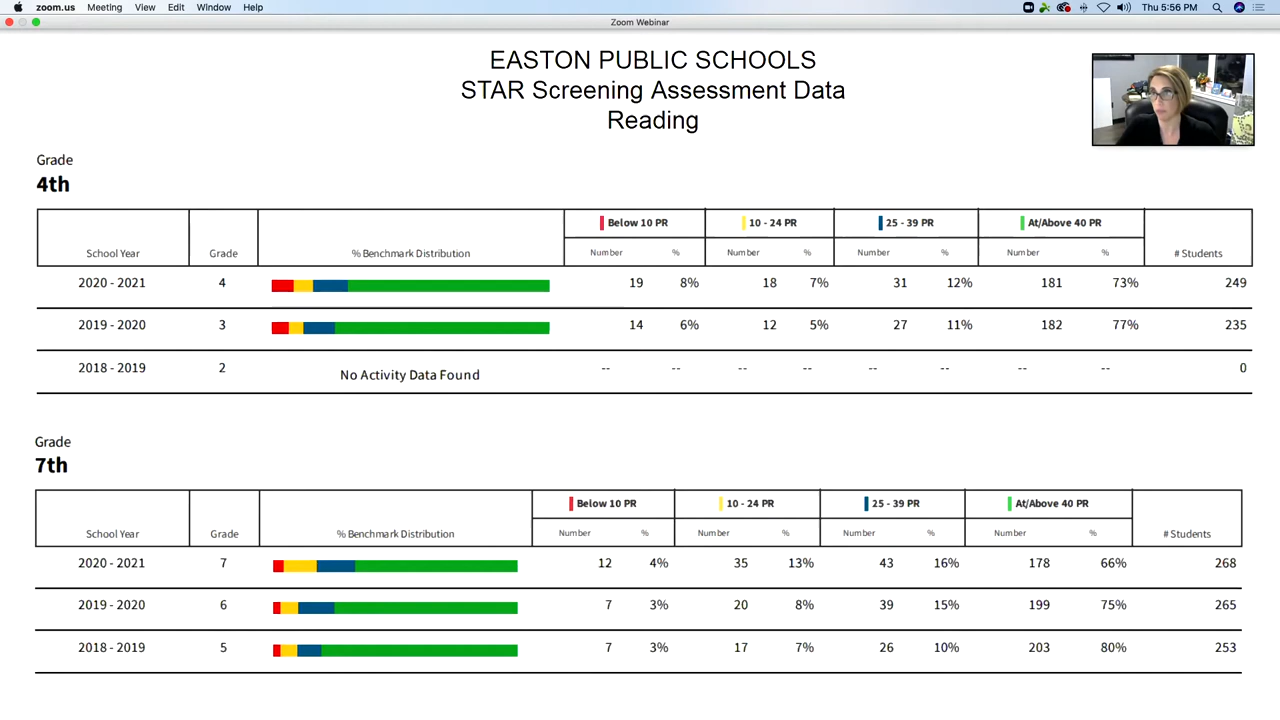 zoom.us Meeting View Edit Window Help Thu 5:56 PM
Zoom Webinar
EASTON PUBLIC SCHOOLS
STAR Screening Assessment Data
Reading
Grade
4th
Below 10 PR 10 - 24 PR 25 - 39 PR At/Above 40 PR
School Year Grade % Benchmark Distribution Number % Number % Number % Number % # Students
2020 - 2021 4 19 8% 18 7% 31 12% 181 73% 249
2019 - 2020 3 14 6% 12 5% 27 11% 182 77% 235
2018 - 2019 2 No Activity Data Found -- -- -- -- -- -- -- -- 0
Grade
7th
Below 10 PR 10 - 24 PR 25 - 39 PR At/Above 40 PR
School Year Grade % Benchmark Distribution Number % Number % Number % Number % # Students
2020 - 2021 7 12 4% 35 13% 43 16% 178 66% 268
2019 - 2020 6 7 3% 20 8% 39 15% 199 75% 265
2018 - 2019 5 7 3% 17 7% 26 10% 203 80% 253